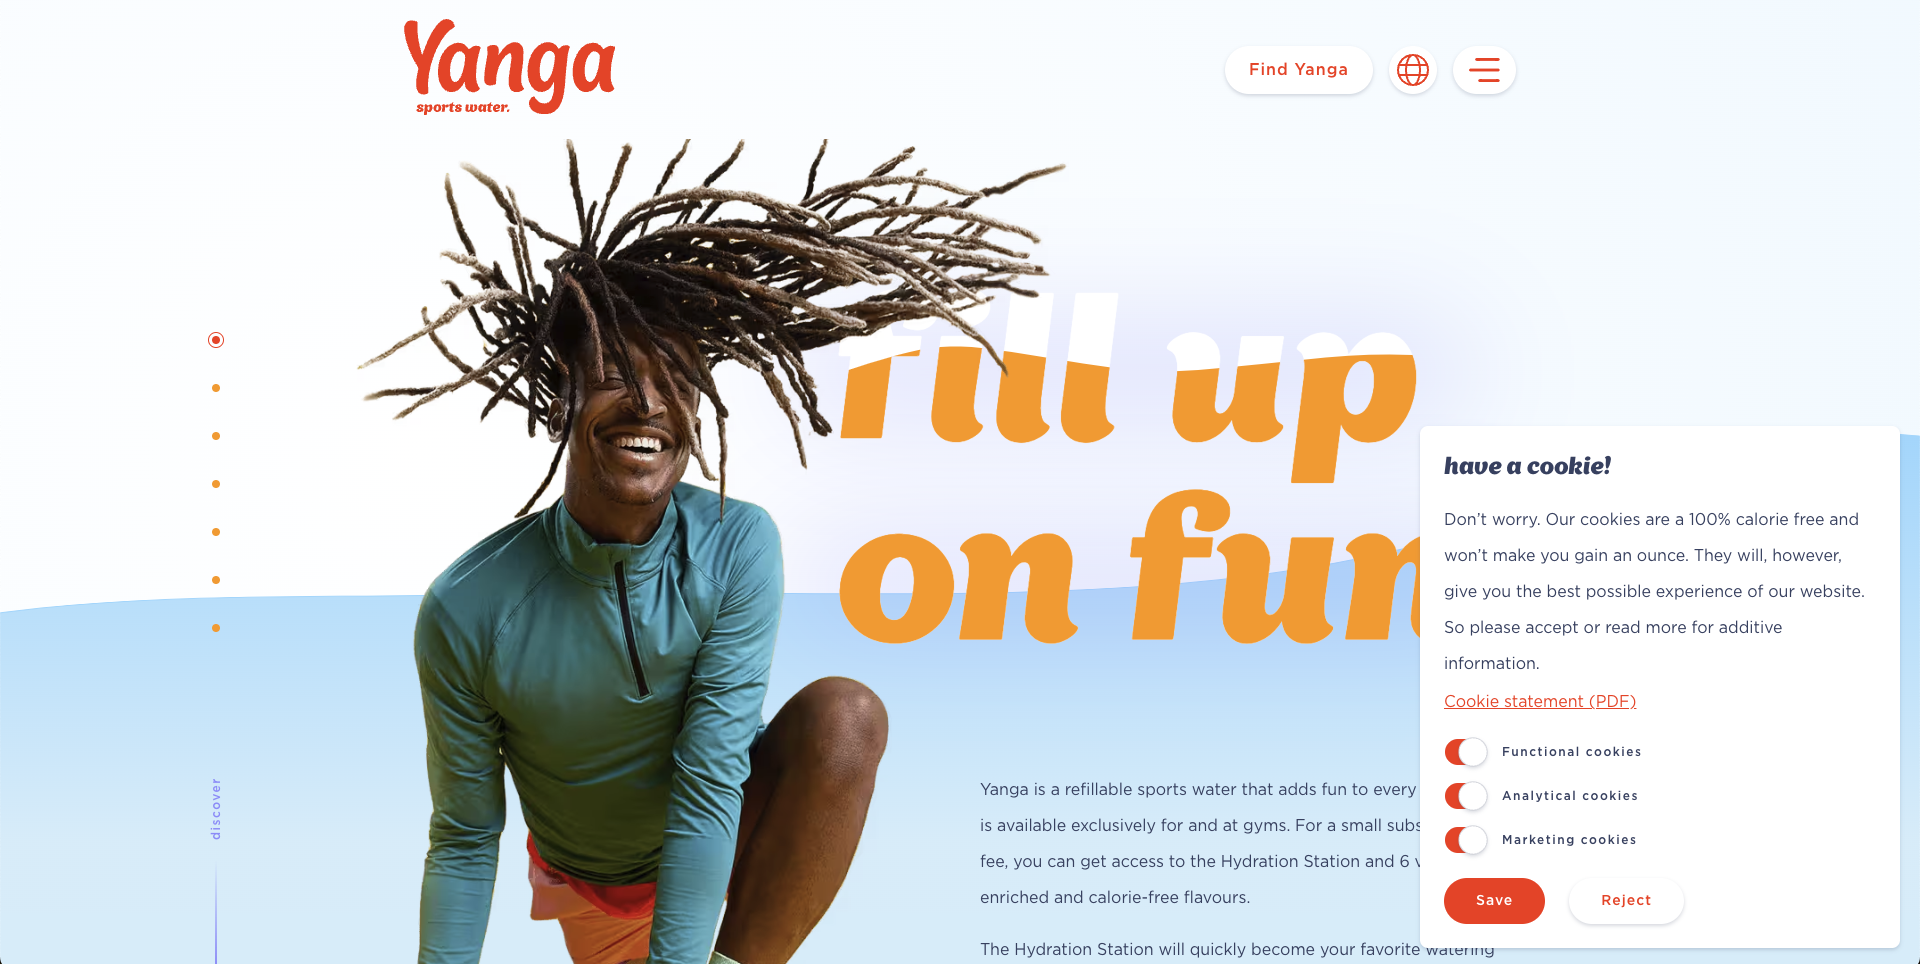 Yanga
sports water.
Find Yanga
fill up
on fun
discover
Yanga is a refillable sports water that adds fun to every
is available exclusively for and at gyms. For a small
fee, you can get access to the Hydration Station and 6
enriched and calorie-free flavours.
The Hydration Station will quickly become your favorite watering
have a cookie!
Don’t worry. Our cookies are a 100% calorie free and
won’t make you gain an ounce. They will, however,
give you the best possible experience of our website.
So please accept or read more for additive
information.
Cookie statement (PDF)
Functional cookies
Analytical cookies
Marketing cookies
Save
Reject